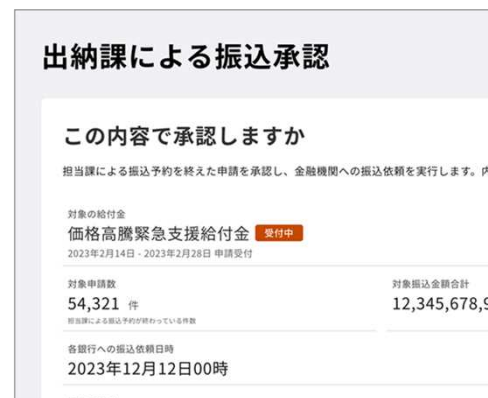 出納課による振込承認
この内容で承認しますか
担当課による振込予約を終えた申請を承認し、金融機関への振込依頼を実行します。
対象の給付金
価格高騰緊急支援給付金 受付中
2023年2月14日 - 2023年2月28日 申請受付
対象申請数 対象振込金額合計
54,321 件 12,345,678,9
担当課による振込予約が終わっている件数
各銀行への振込依頼日時
2023年12月12日00時